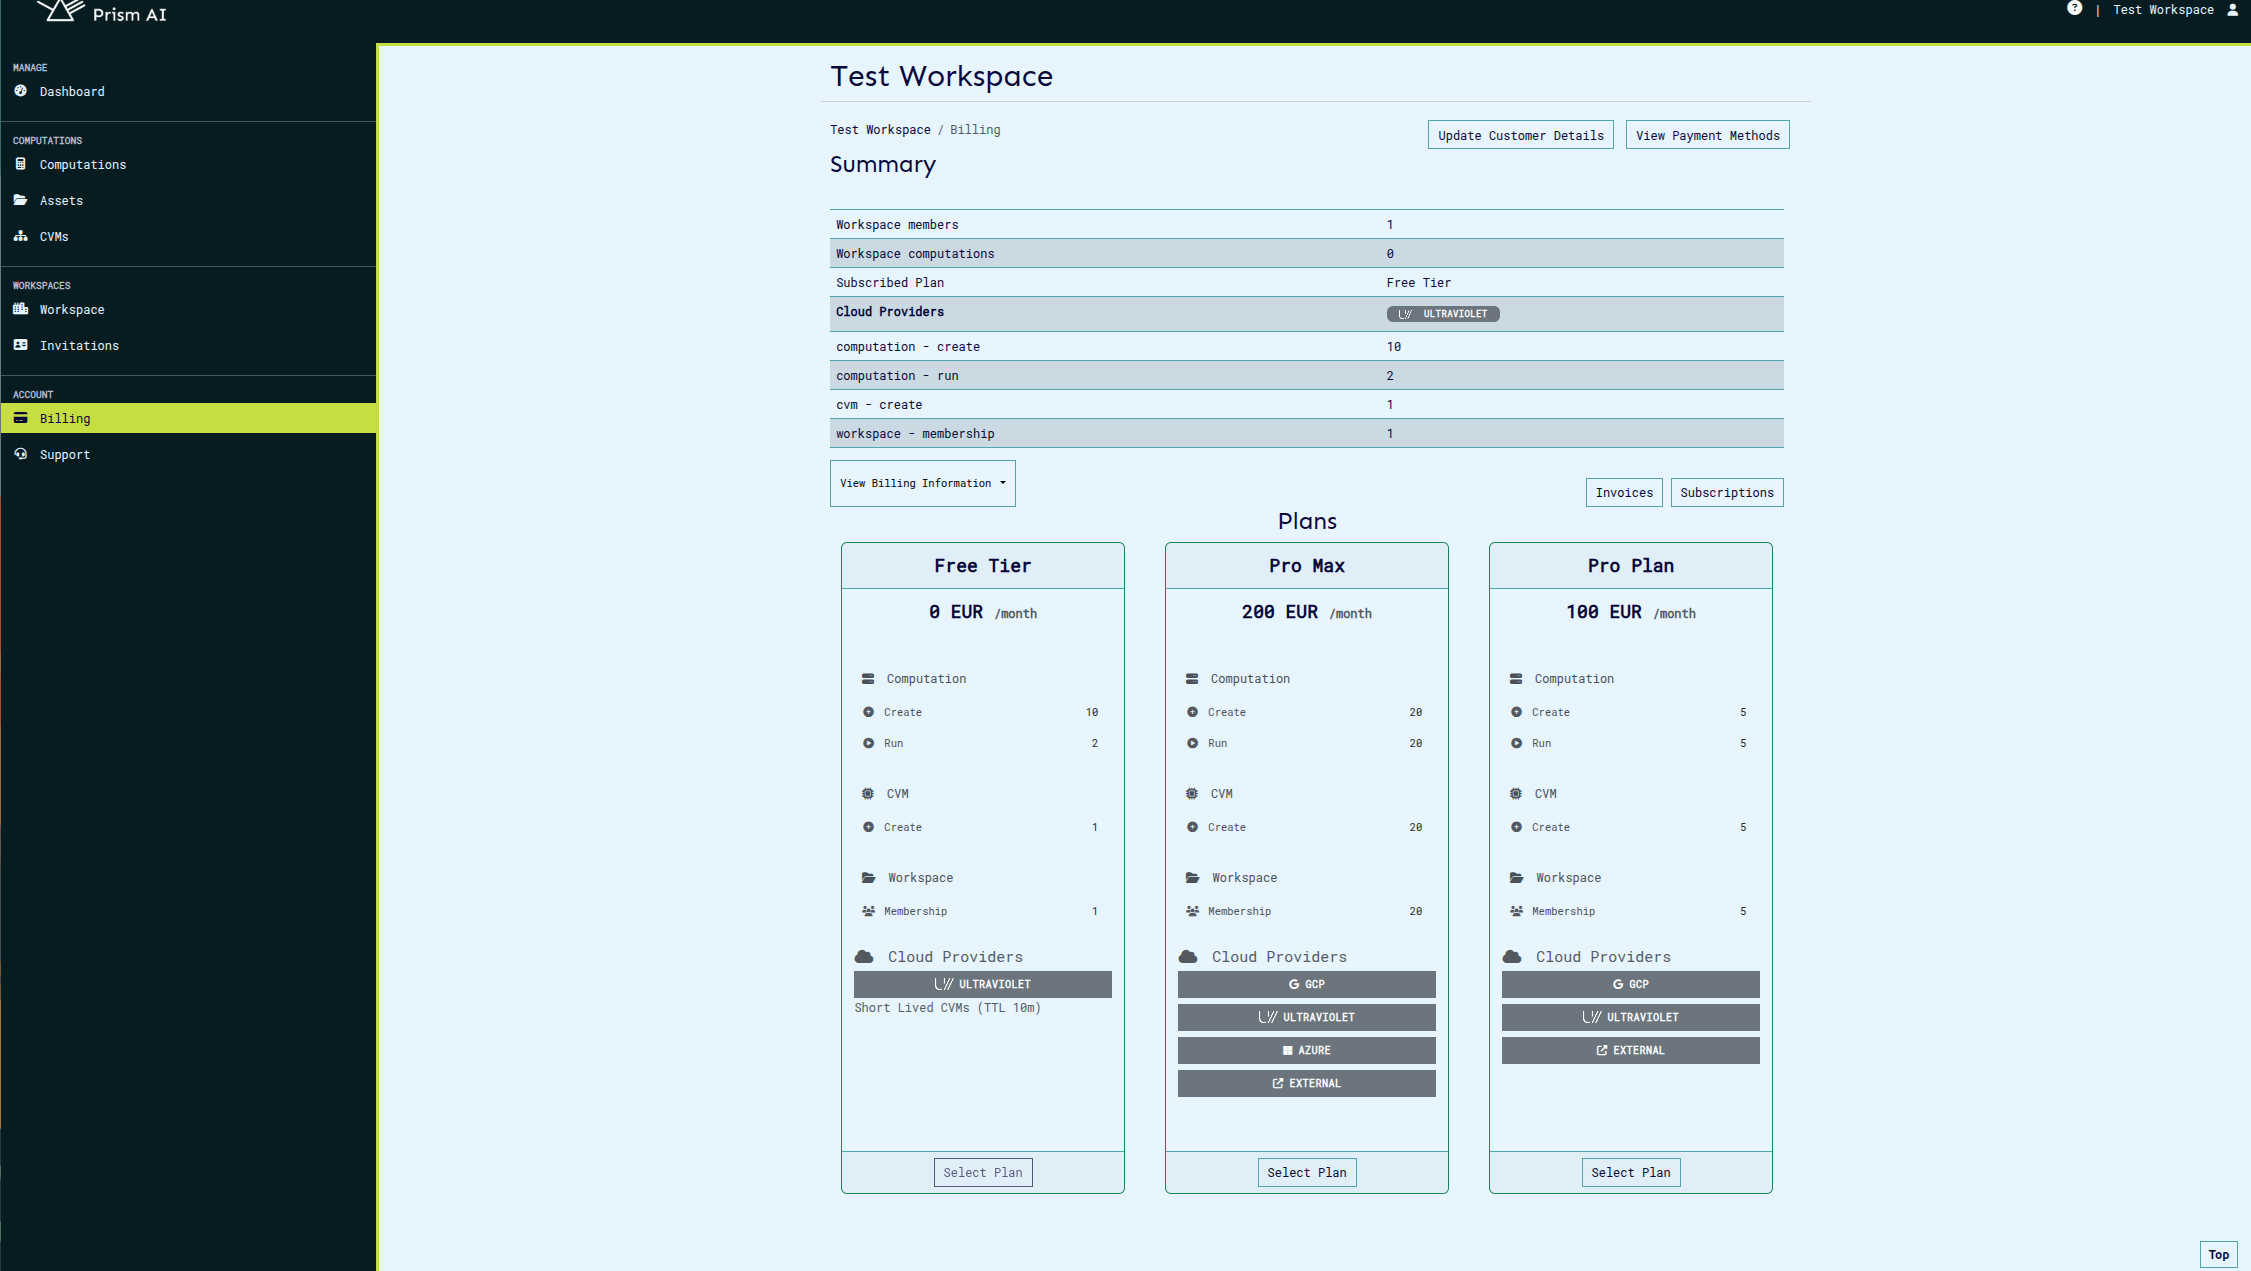 Prism AI
? | Test Workspace
MANAGE
Dashboard
COMPUTATIONS
Computations
Assets
CVMs
WORKSPACES
Workspace
Invitations
ACCOUNT
Billing
Support
Test Workspace
Test Workspace / Billing
Update Customer Details
View Payment Methods
Summary
Workspace members 1
Workspace computations 0
Subscribed Plan Free Tier
Cloud Providers ULTRAVIOLET
computation - create 10
computation - run 2
cvm - create 1
workspace - membership 1
View Billing Information
Invoices
Subscriptions
Plans
Free Tier
0 EUR /month
Computation
Create 10
Run 2
CVM
Create 1
Workspace
Membership 1
Cloud Providers
ULTRAVIOLET
Short Lived CVMs (TTL 10m)
Select Plan
Pro Max
200 EUR /month
Computation
Create 20
Run 20
CVM
Create 20
Workspace
Membership 20
Cloud Providers
GCP
ULTRAVIOLET
AZURE
EXTERNAL
Select Plan
Pro Plan
100 EUR /month
Computation
Create 5
Run 5
CVM
Create 5
Workspace
Membership 5
Cloud Providers
GCP
ULTRAVIOLET
EXTERNAL
Select Plan
Top